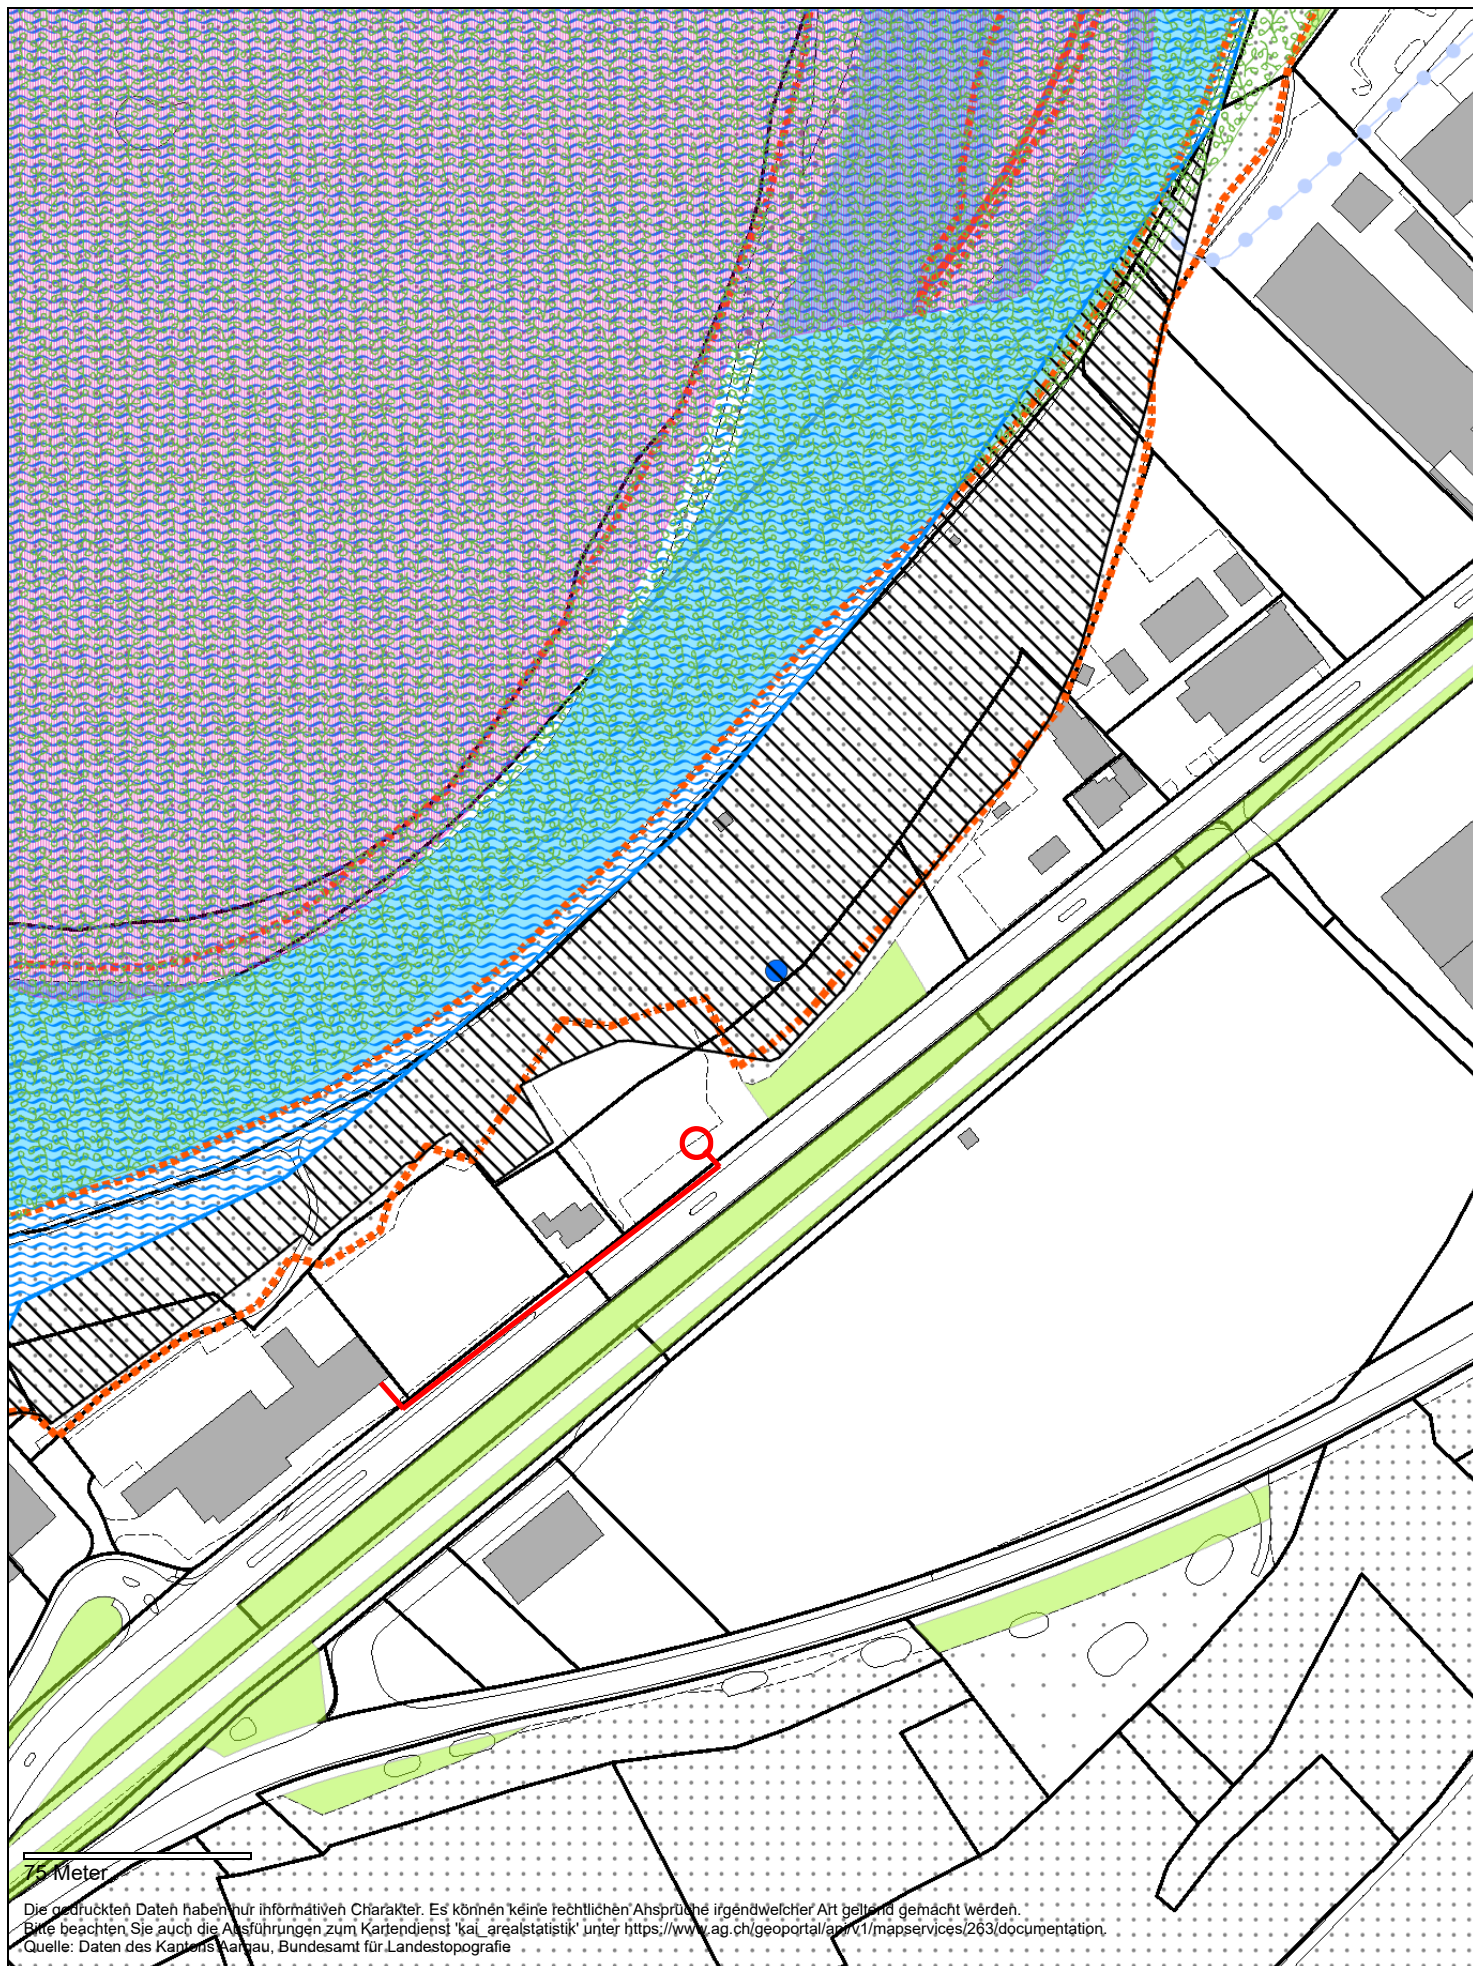 75 Meter
Die gedruckten Daten haben nur informativen Charakter. Es können keine rechtlichen Ansprüche irgendwelcher Art geltend gemacht werden.
Bitte beachten Sie auch die Ausführungen zum Kartendienst 'kai_arealstatistik' unter https://www.ag.ch/geoportal/api/v1/mapservices/263/documentation.
Quelle: Daten des Kantons Aargau, Bundesamt für Landestopografie